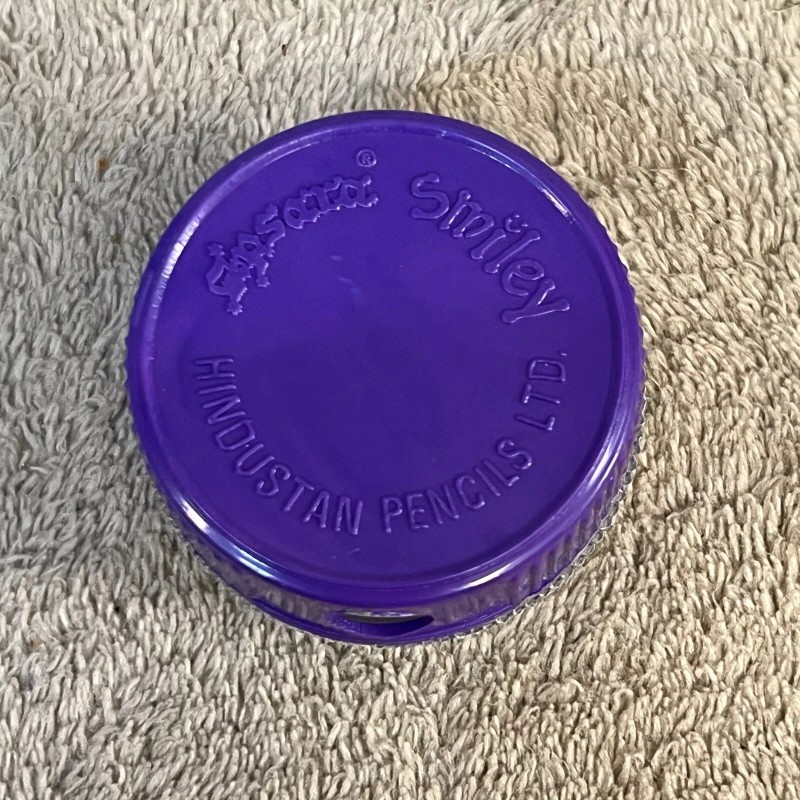 Apsara® Smiley
HINDUSTAN PENCILS LTD.